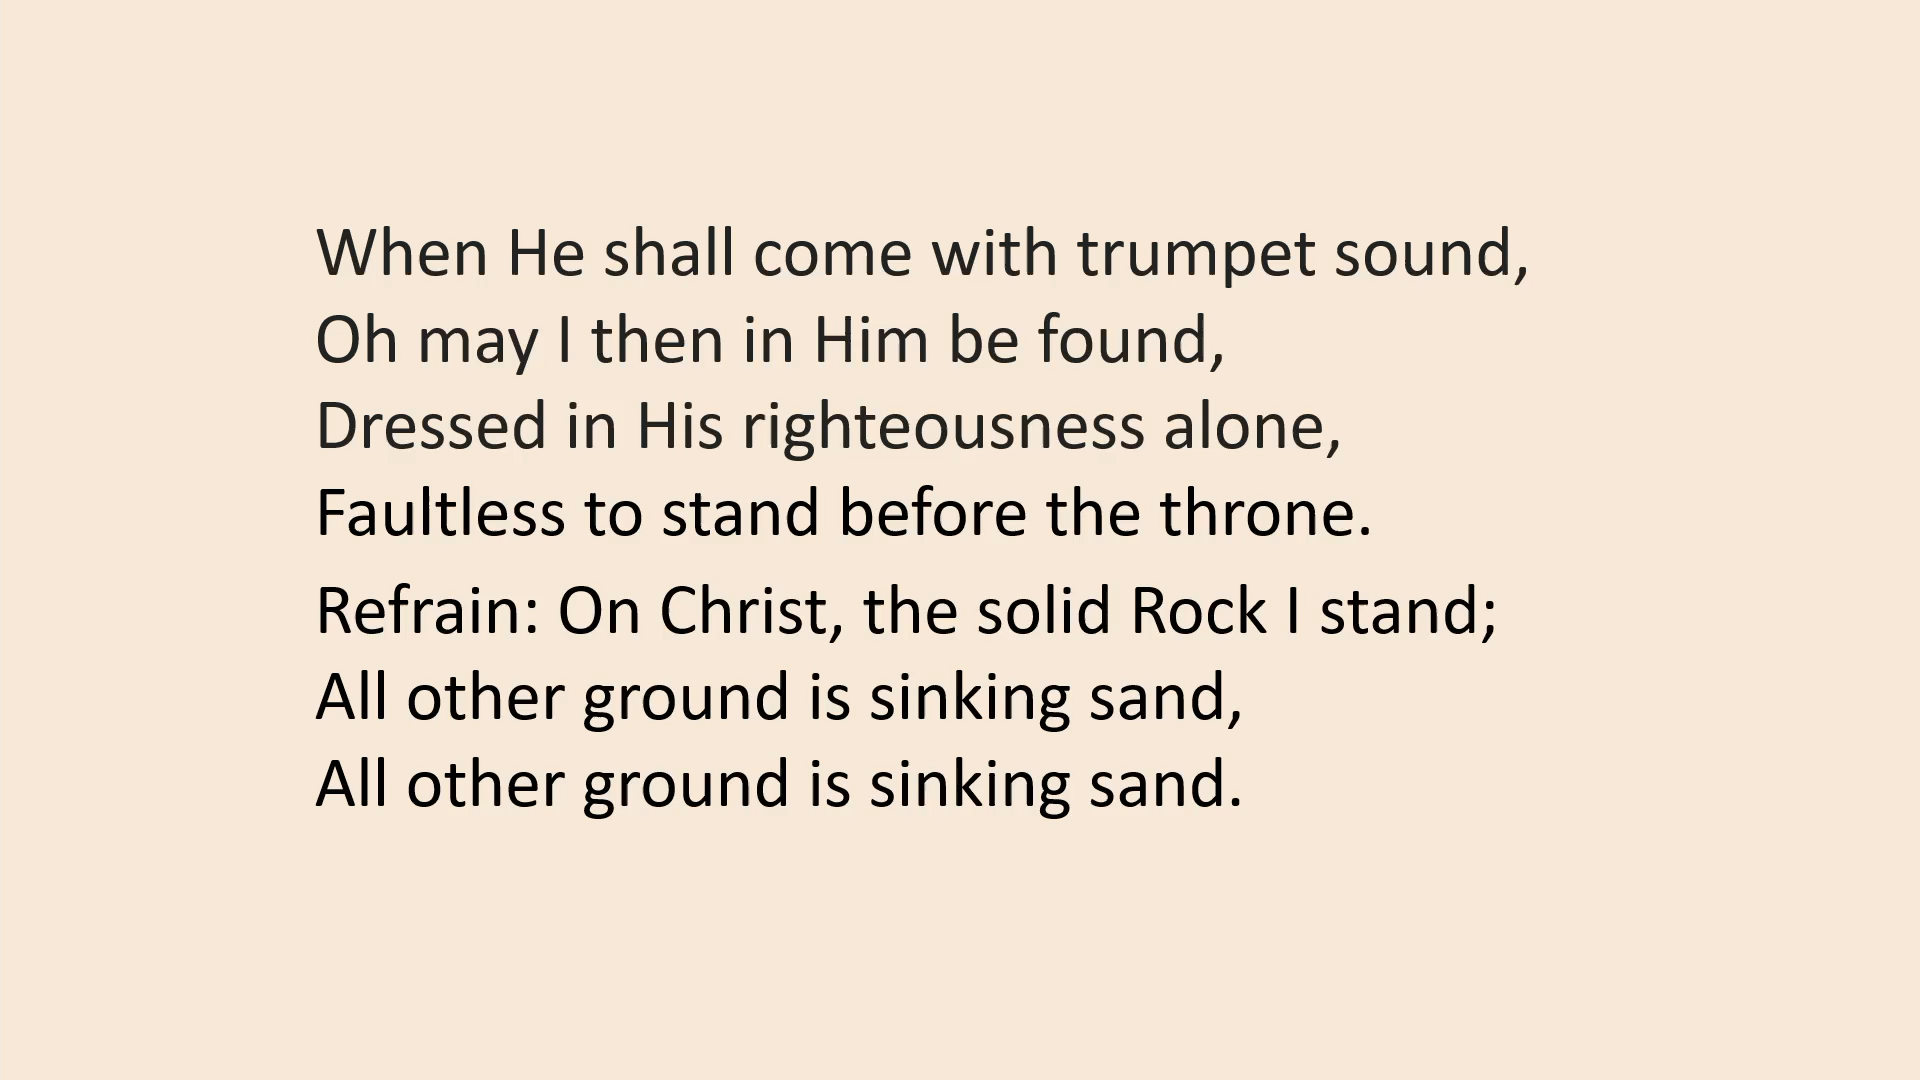 When He shall come with trumpet sound,
Oh may I then in Him be found,
Dressed in His righteousness alone,
Faultless to stand before the throne.
Refrain: On Christ, the solid Rock I stand;
All other ground is sinking sand,
All other ground is sinking sand.